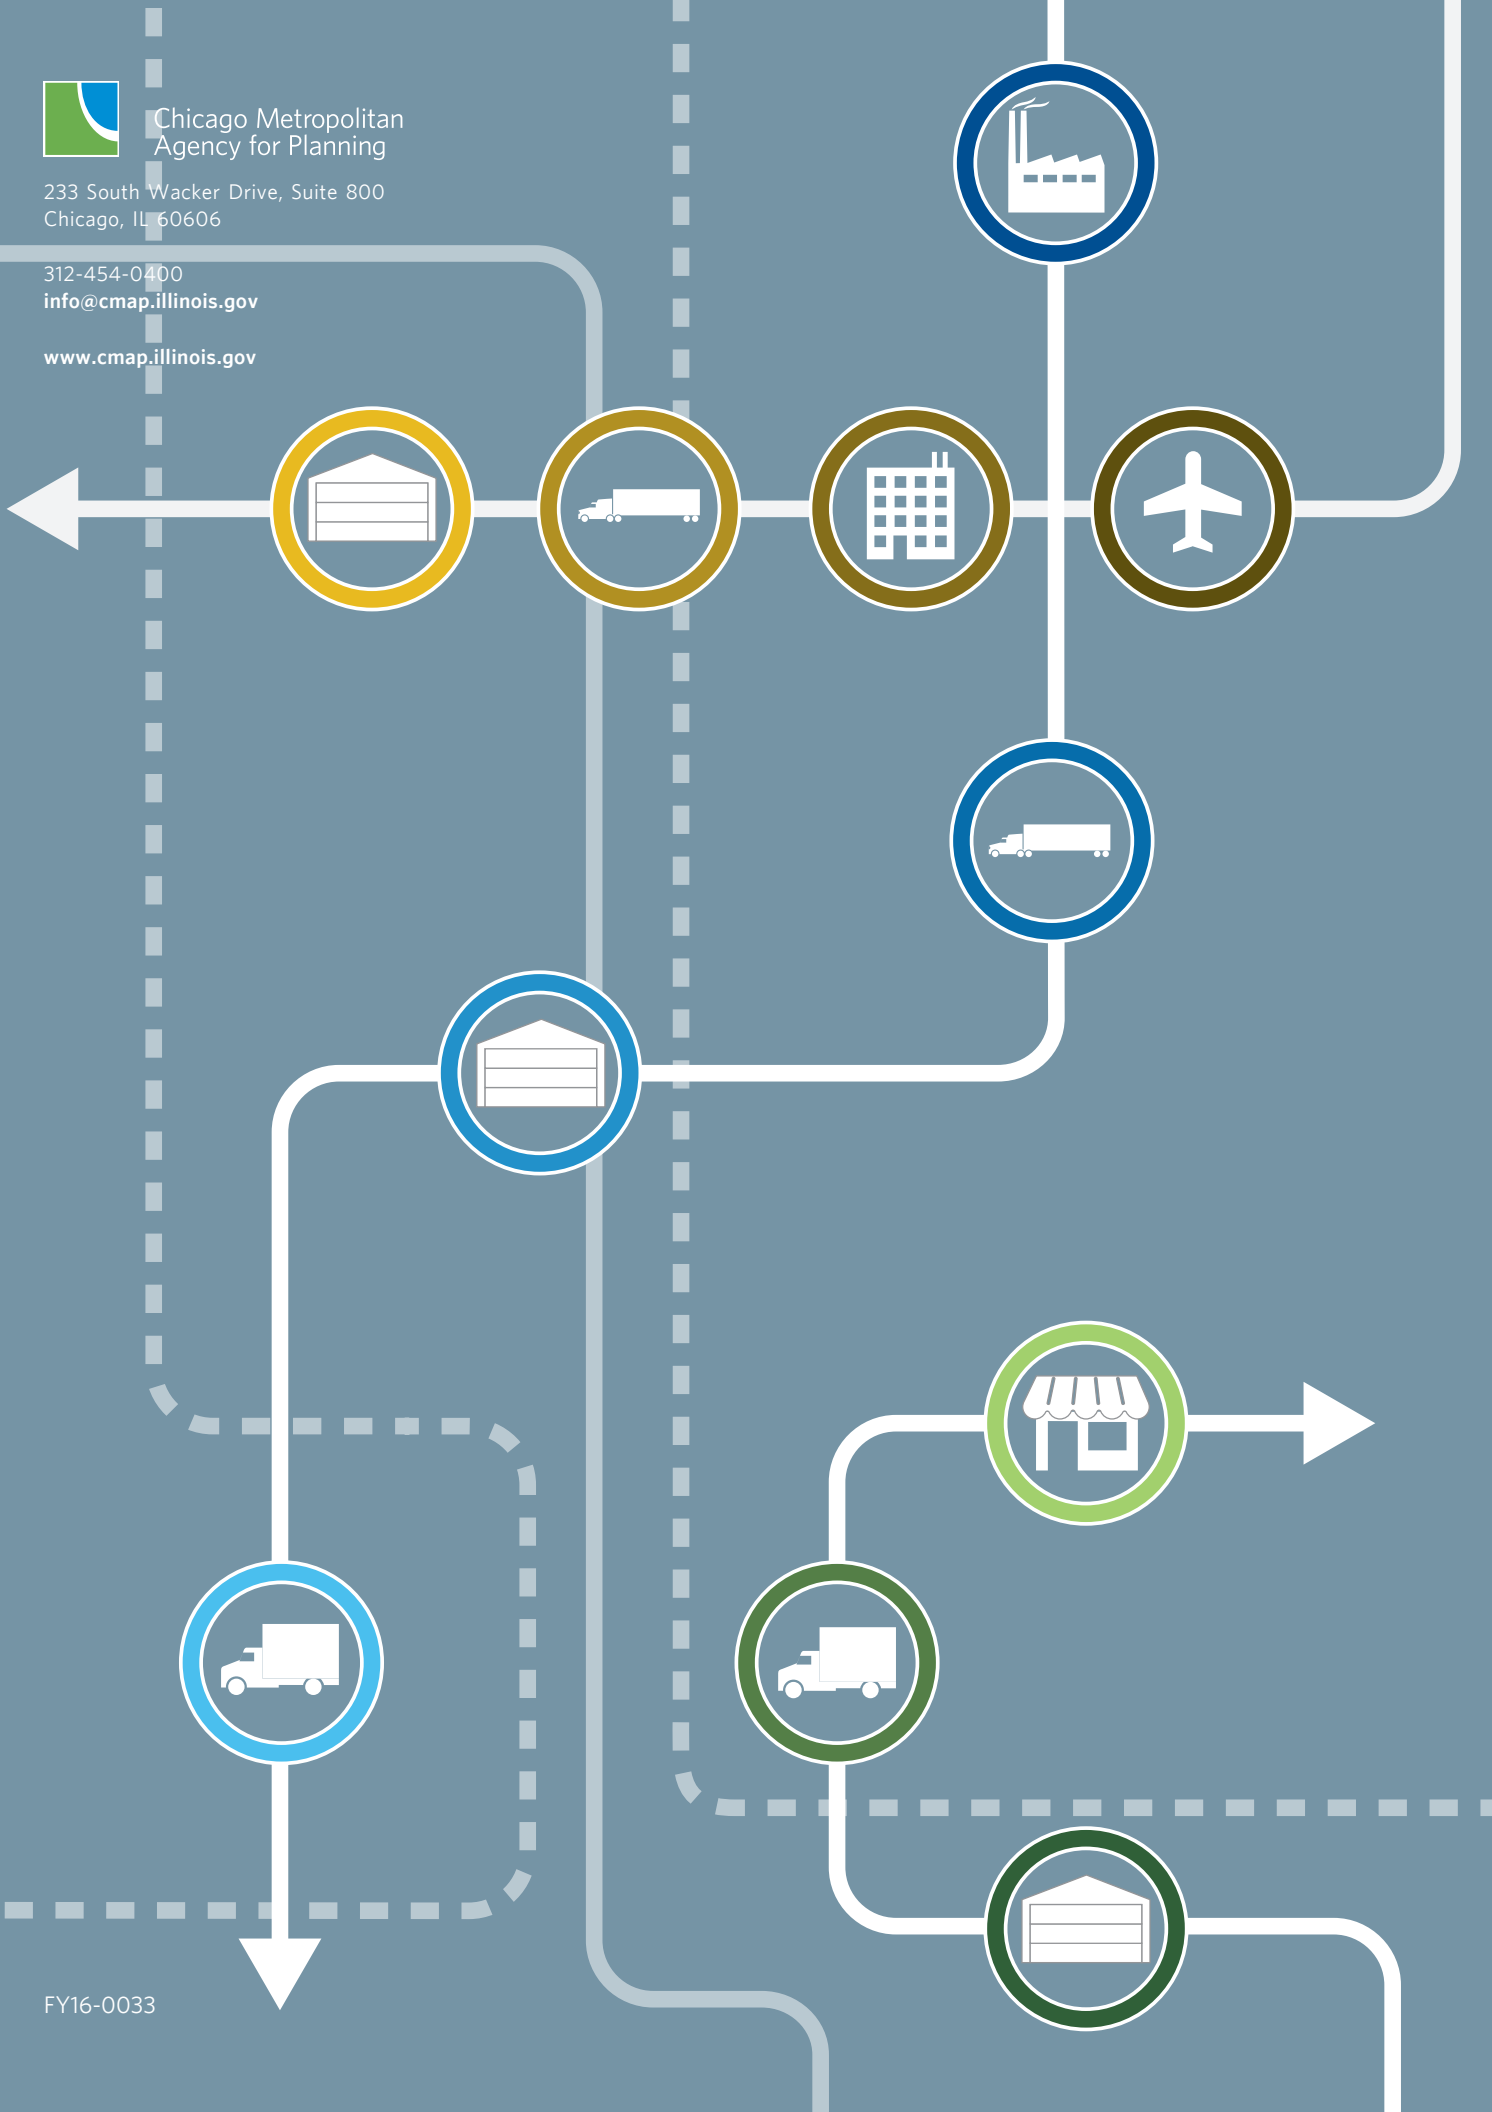 Chicago Metropolitan
Agency for Planning
233 South Wacker Drive, Suite 800
Chicago, IL 60606
312-454-0400
info@cmap.illinois.gov
www.cmap.illinois.gov
FY16-0033